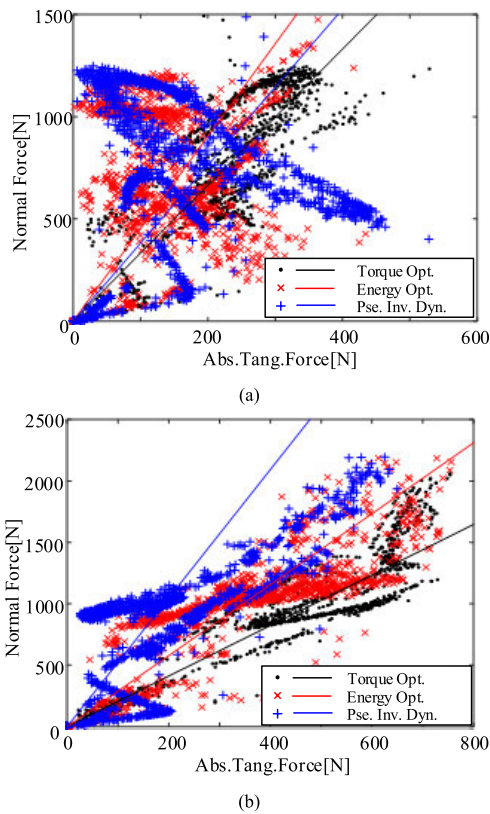 1500
1000
500
0
Normal Force[N]
Torque Opt.
Energy Opt.
Pse. Inv. Dyn.
0 200 400 600
Abs.Tang.Force[N]
(a)
2500
2000
1500
1000
500
0
Normal Force[N]
Torque Opt.
Energy Opt.
Pse. Inv. Dyn.
0 200 400 600 800
Abs.Tang.Force[N]
(b)